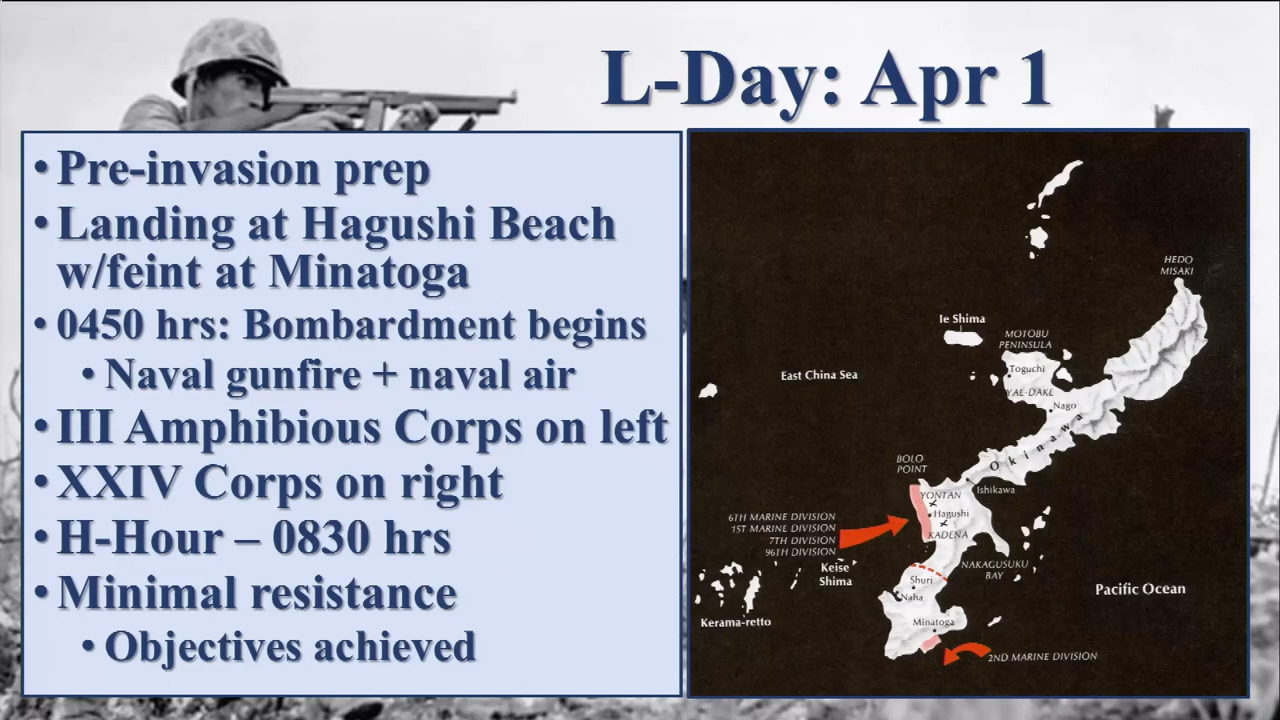 L-Day: Apr 1
• Pre-invasion prep
• Landing at Hagushi Beach
w/feint at Minatoga
• 0450 hrs: Bombardment begins
• Naval gunfire + naval air
• III Amphibious Corps on left
• XXIV Corps on right
• H-Hour – 0830 hrs
• Minimal resistance
• Objectives achieved
HEDO
MISAKI
Ie Shima
MOTOBU
PENINSULA
Toguchi
East China Sea
YAE-DAKE
Nago
Okinawa
BOLO
POINT
Ishikawa
YONTAN
Hagushi
KADENA
6TH MARINE DIVISION
1ST MARINE DIVISION
7TH DIVISION
96TH DIVISION
Keise
Shima
NAKAGUSUKU
BAY
Shuri
Naha
Pacific Ocean
Kerama-retto
Minatoga
2ND MARINE DIVISION